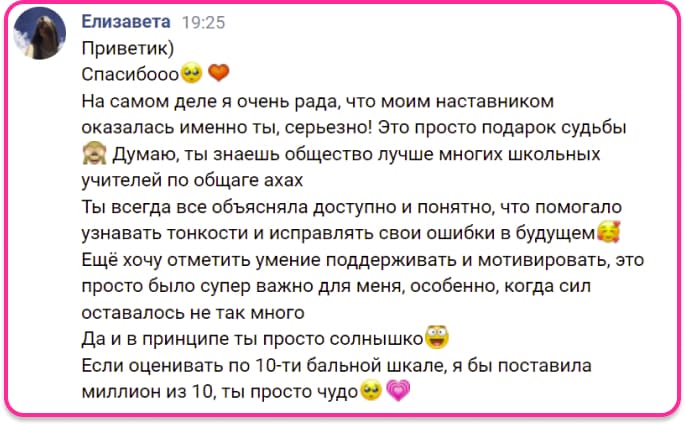 Елизавета 19:25
Приветик)
Спасибооо🥺 ❤
На самом деле я очень рада, что моим наставником
оказалась именно ты, серьезно! Это просто подарок судьбы
🙈 Думаю, ты знаешь общество лучше многих школьных
учителей по общаге ахах
Ты всегда все объясняла доступно и понятно, что помогало
узнавать тонкости и исправлять свои ошибки в будущем🥰
Ещё хочу отметить умение поддерживать и мотивировать, это
просто было супер важно для меня, особенно, когда сил
оставалось не так много
Да и в принципе ты просто солнышко🤪
Если оценивать по 10-ти бальной шкале, я бы поставила
миллион из 10, ты просто чудо🥺 💗